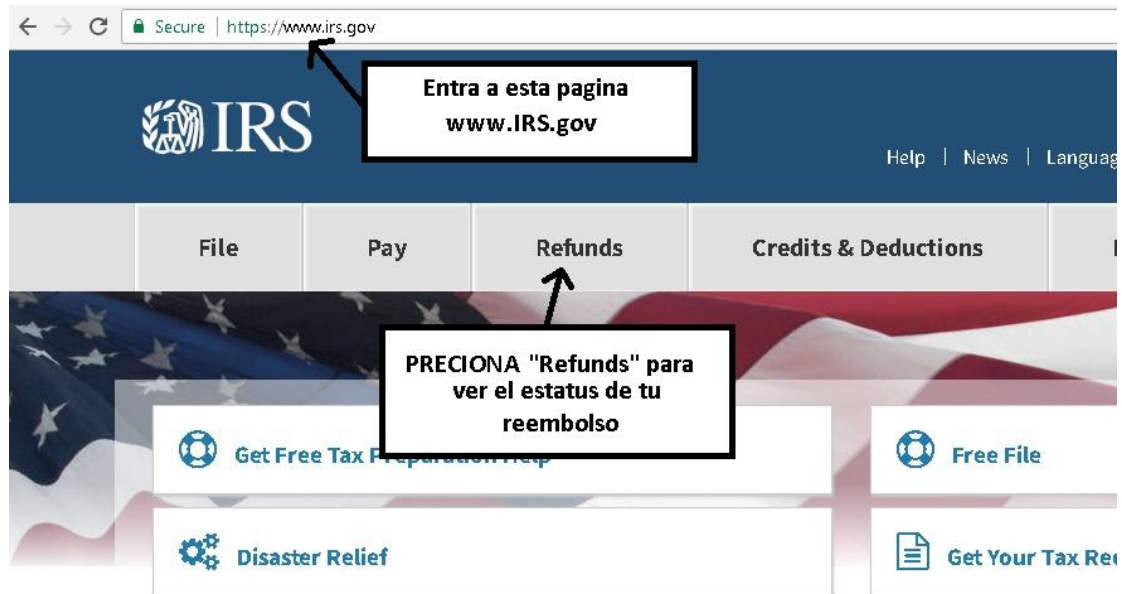 Secure | https://www.irs.gov
Entra a esta pagina
www.IRS.gov
IRS
Help | News |
File Pay Refunds Credits & Deductions
PRECIONA "Refunds" para
ver el estatus de tu
reembolso
Get Free Tax Help
Free File
Disaster Relief
Get Your Tax